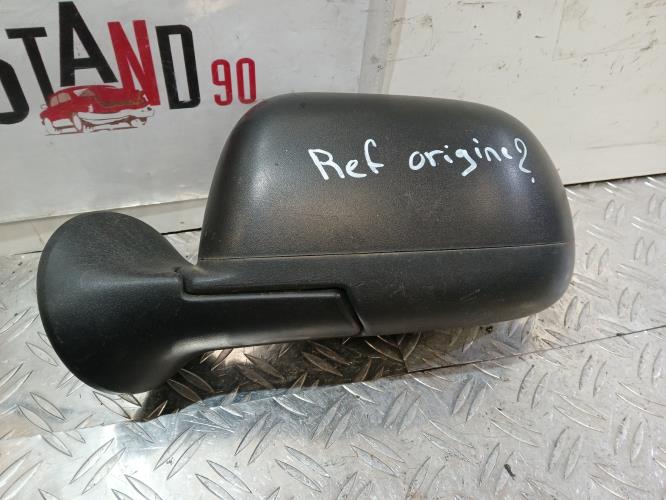 STAND 90
Ref origine?